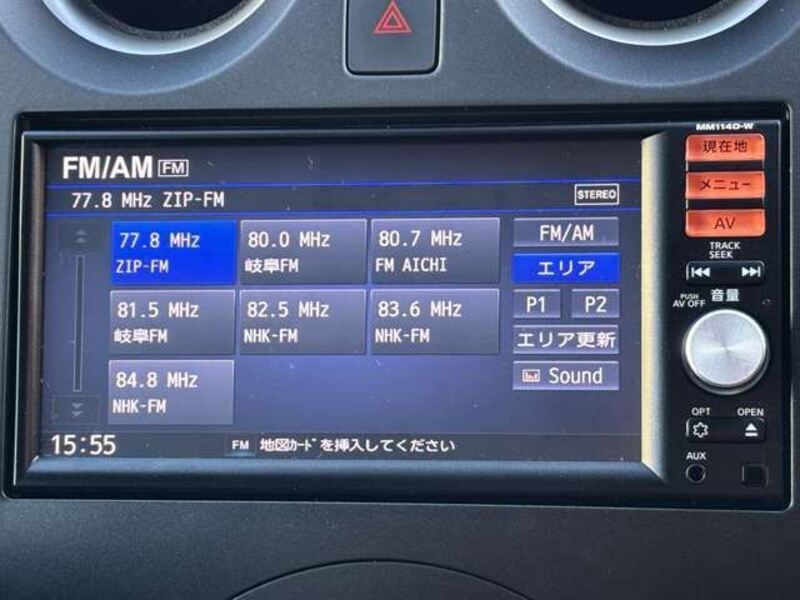 MM114D-W
FM/AM FM
77.8 MHz ZIP-FM STEREO
77.8 MHz
ZIP-FM
80.0 MHz
岐阜FM
80.7 MHz
FM AICHI
81.5 MHz
岐阜FM
82.5 MHz
NHK-FM
83.6 MHz
NHK-FM
84.8 MHz
NHK-FM
FM/AM
エリア
P1 P2
エリア更新
Sound
15:55 FM 地図ｶｰﾄﾞを挿入してください
現在地
メニュー
AV
TRACK
SEEK
PUSH
AV OFF
音量
OPT OPEN
AUX